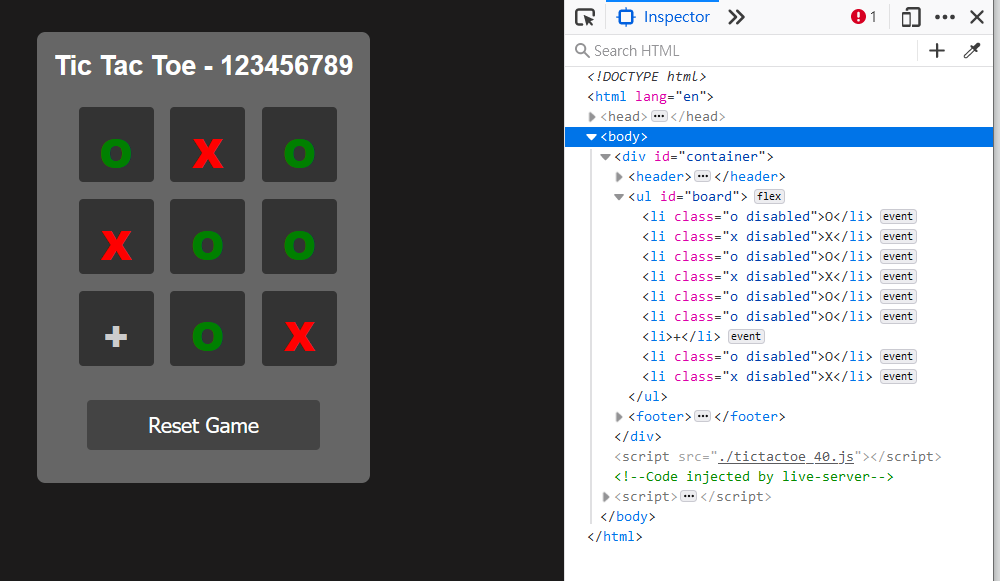 Tic Tac Toe - 123456789
O X O
X O O
+ O X
Reset Game
Inspector
1
Search HTML
<!DOCTYPE html>
<html lang="en">
<head> ••• </head>
<body>
<div id="container">
<header> ••• </header>
<ul id="board"> flex
<li class="o disabled">O</li> event
<li class="x disabled">X</li> event
<li class="o disabled">O</li> event
<li class="x disabled">X</li> event
<li class="o disabled">O</li> event
<li class="o disabled">O</li> event
<li>+</li> event
<li class="o disabled">O</li> event
<li class="x disabled">X</li> event
</ul>
<footer> ••• </footer>
</div>
<script src="./tictactoe_40.js"></script>
<!--Code injected by live-server-->
<script> ••• </script>
</body>
</html>